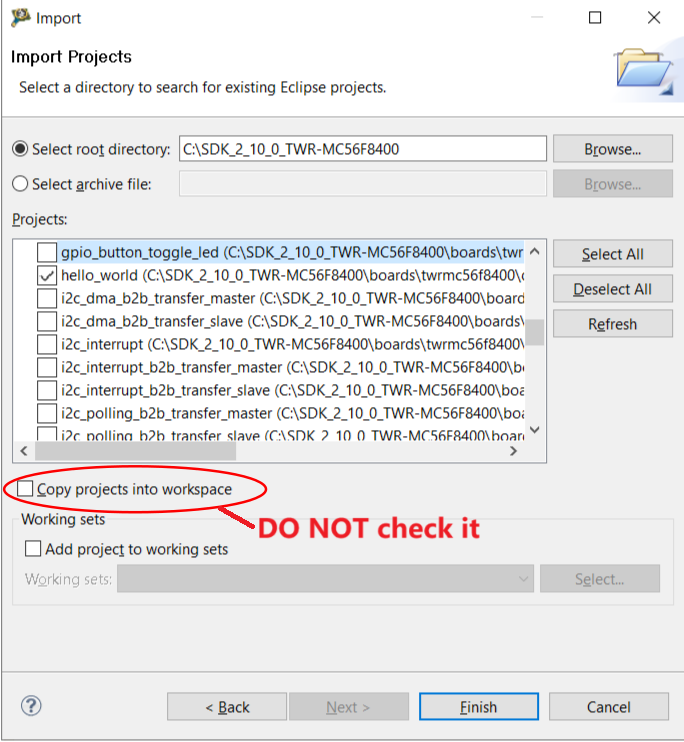 Import
Import Projects
Select a directory to search for existing Eclipse projects.
Select root directory: C:\SDK_2_10_0_TWR-MC56F8400 Browse...
Select archive file: Browse...
Projects:
gpio_button_toggle_led (C:\SDK_2_10_0_TWR-MC56F8400\boards\twr
hello_world (C:\SDK_2_10_0_TWR-MC56F8400\boards\twrmc56f8400\
i2c_dma_b2b_transfer_master (C:\SDK_2_10_0_TWR-MC56F8400\board
i2c_dma_b2b_transfer_slave (C:\SDK_2_10_0_TWR-MC56F8400\boards\
i2c_interrupt (C:\SDK_2_10_0_TWR-MC56F8400\boards\twrmc56f8400\
i2c_interrupt_b2b_transfer_master (C:\SDK_2_10_0_TWR-MC56F8400\b
i2c_interrupt_b2b_transfer_slave (C:\SDK_2_10_0_TWR-MC56F8400\boa
i2c_polling_b2b_transfer_master (C:\SDK_2_10_0_TWR-MC56F8400\boa
i2c_polling_b2b_transfer_slave (C:\SDK_2_10_0_TWR-MC56F8400\board
Select All
Deselect All
Refresh
Copy projects into workspace
DO NOT check it
Working sets
Add project to working sets
Working sets: Select...
? < Back Next > Finish Cancel